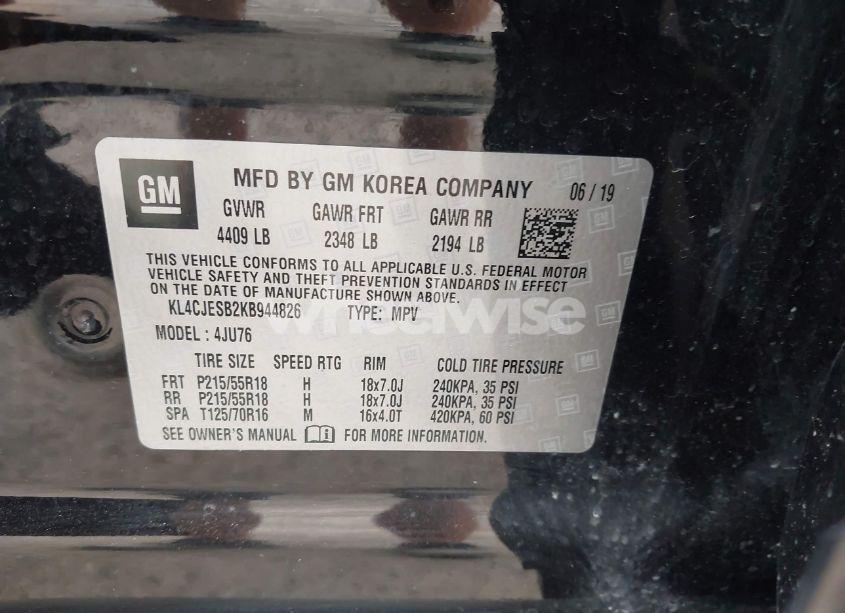 GM
MFD BY GM KOREA COMPANY 06 / 19
GVWR GAWR FRT GAWR RR
4409 LB 2348 LB 2194 LB
THIS VEHICLE CONFORMS TO ALL APPLICABLE U.S. FEDERAL MOTOR
VEHICLE SAFETY AND THEFT PREVENTION STANDARDS IN EFFECT
ON THE DATE OF MANUFACTURE SHOWN ABOVE.
KL4CJESB2KB944826 TYPE: MPV
wheelwise
MODEL : 4JU76
TIRE SIZE SPEED RTG RIM COLD TIRE PRESSURE
FRT P215/55R18 H 18x7.0J 240KPA, 35 PSI
RR P215/55R18 H 18x7.0J 240KPA, 35 PSI
SPA T125/70R16 M 16x4.0T 420KPA, 60 PSI
SEE OWNER'S MANUAL FOR MORE INFORMATION.